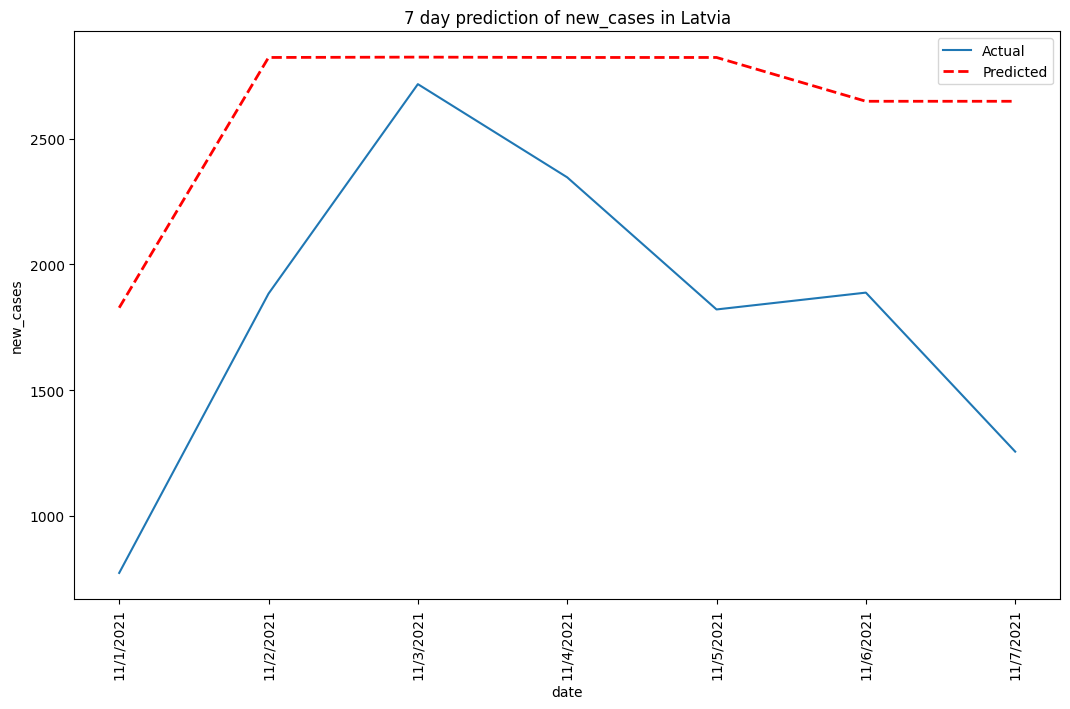 7 day prediction of new_cases in Latvia
Actual
Predicted
new_cases
2500
2000
1500
1000
11/1/2021
11/2/2021
11/3/2021
11/4/2021
11/5/2021
11/6/2021
11/7/2021
date